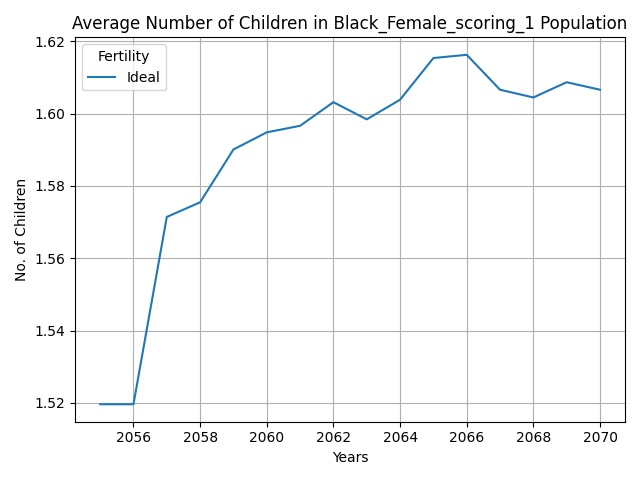 Average Number of Children in Black_Female_scoring_1 Population
Fertility
Ideal
No. of Children
1.62
1.60
1.58
1.56
1.54
1.52
2056 2058 2060 2062 2064 2066 2068 2070
Years